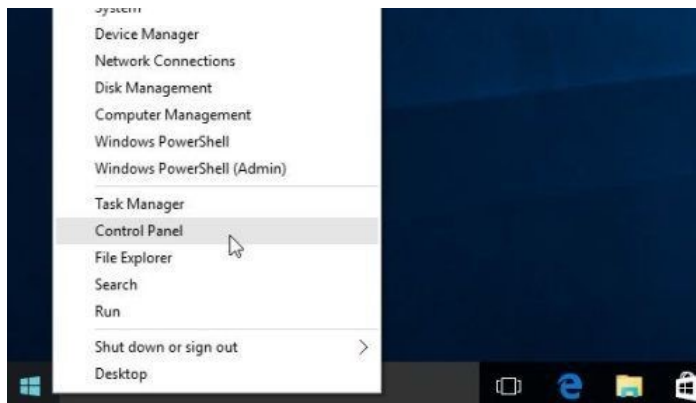 System
Device Manager
Network Connections
Disk Management
Computer Management
Windows PowerShell
Windows PowerShell (Admin)
Task Manager
Control Panel
File Explorer
Search
Run
Shut down or sign out
Desktop